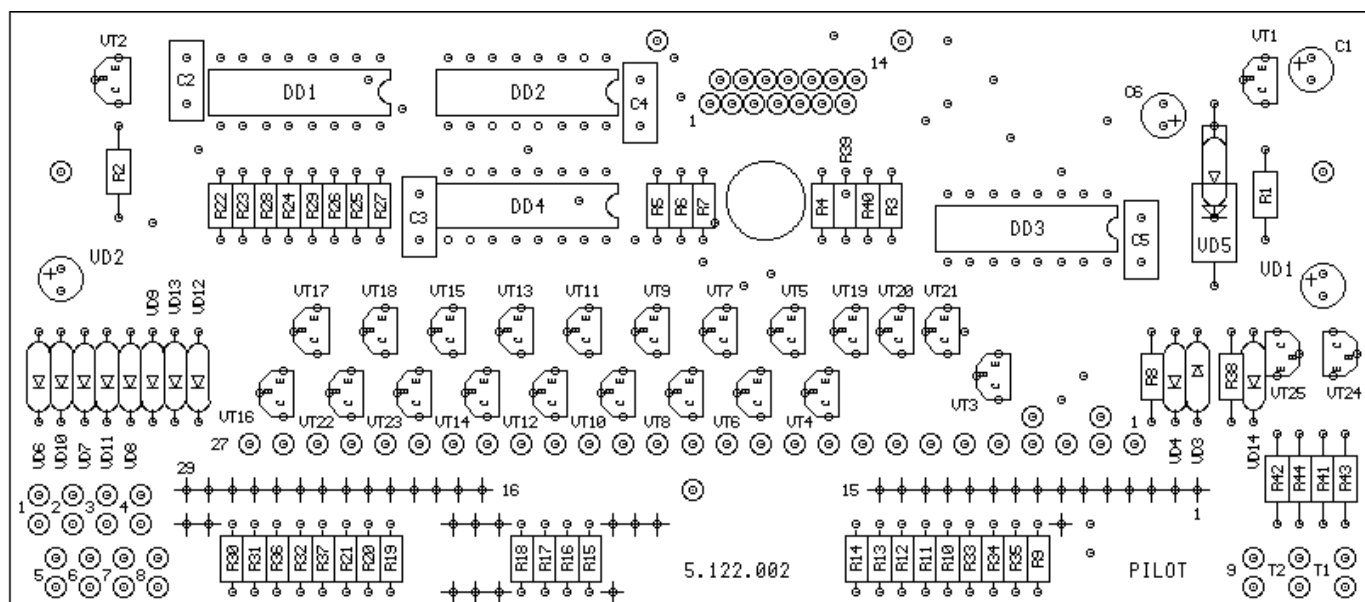 VT2
C2
DD1
DD2
C4
14
1
C6
VT1
C1
R2
R22
R23
R28
R24
R29
R26
R25
R27
C3
DD4
R5
R6
R7
R4
R39
R40
R3
DD3
C5
VD5
R1
VD2
VD1
VD9
VD13
VD12
VT17
VT18
VT15
VT13
VT11
VT9
VT7
VT5
VT19
VT20
VT21
VT3
R8
R38
VT25
VT24
VT16
VT22
VT23
VT14
VT12
VT10
VT8
VT6
VT4
1
27
VD6
VD10
VD7
VD11
VD8
VD4
VD3
VD14
29
16
15
1
R42
R44
R41
R43
1
2
3
4
5
6
7
8
R30
R31
R36
R32
R37
R21
R20
R19
R18
R17
R16
R15
5.122.002
R14
R13
R12
R11
R10
R33
R34
R35
R9
PILOT
9
T2
T1